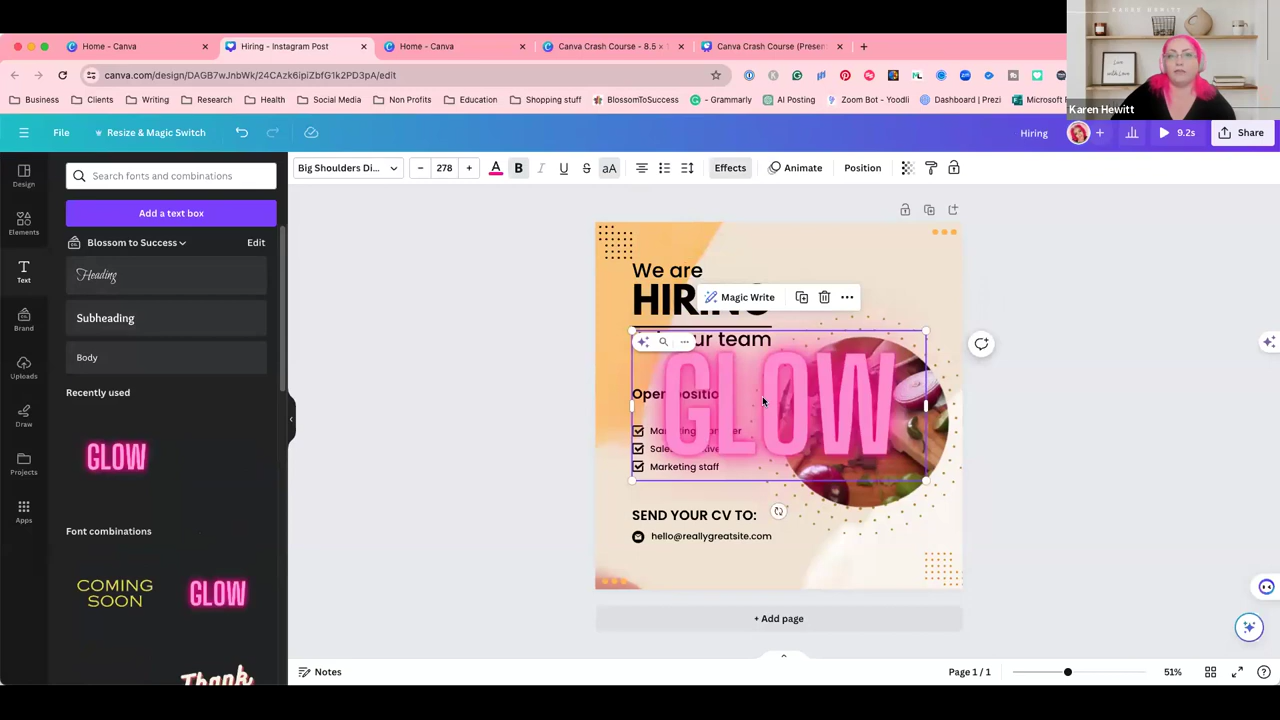 KAREN HEWITT
Karen Hewitt
Home - Canva
Hiring - Instagram Post
Home - Canva
Canva Crash Course - 8.5 ×
Canva Crash Course (Presen
canva.com/design/DAGB7wJnbWk/24CAzk6ipiZbfG1k2PD3pA/edit
Business
Clients
Writing
Research
Health
Social Media
Non Profits
Education
Shopping stuff
BlossomToSuccess
- Grammarly
AI Posting
Zoom Bot - Yoodli
Dashboard | Prezi
Microsoft
File
Resize & Magic Switch
Hiring
9.2s
Share
Design
Elements
Text
Brand
Uploads
Draw
Projects
Apps
Search fonts and combinations
Add a text box
Blossom to Success
Edit
Heading
Subheading
Body
Recently used
GLOW
Font combinations
COMING
SOON
GLOW
Thank
Big Shoulders Di...
278
A
B
I
U
S
aA
Effects
Animate
Position
We are
Magic Write
team
GLOW
Marketing staff
SEND YOUR CV TO:
hello@reallygreatsite.com
+ Add page
Notes
Page 1 / 1
51%